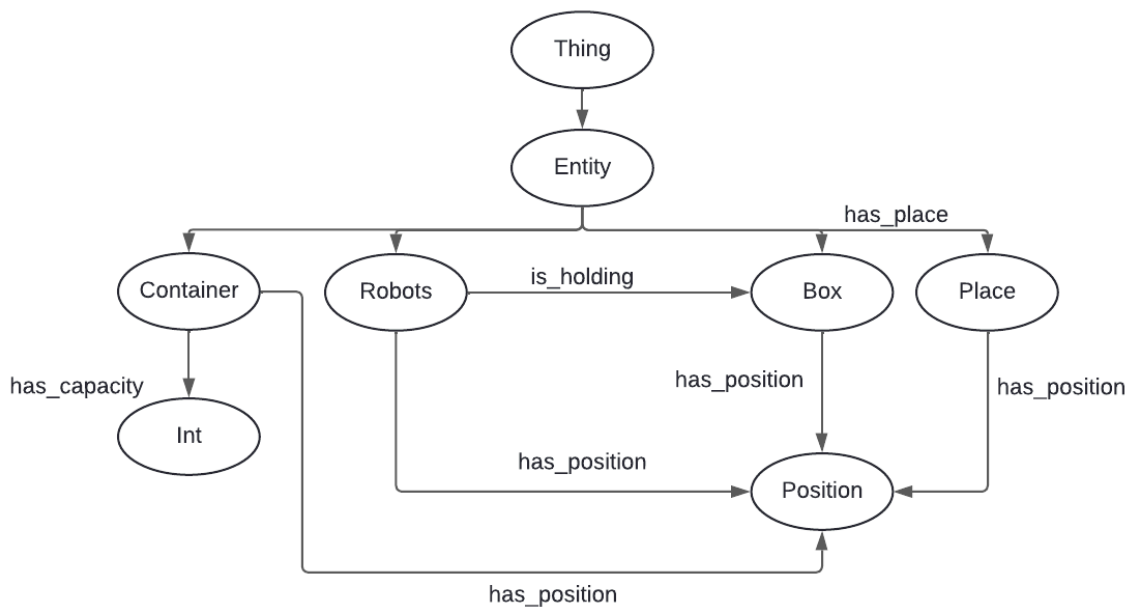 Thing
Entity
has_place
Container
Robots
is_holding
Box
Place
has_capacity
has_position
has_position
Int
has_position
Position
has_position